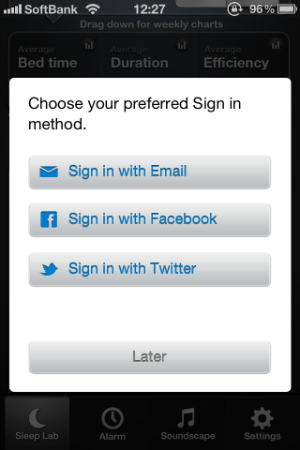 SoftBank 12:27 96%
Drag down for weekly charts
Average Average Average
Bed time Duration Efficiency
Choose your preferred Sign in
method.
Sign in with Email
Sign in with Facebook
Sign in with Twitter
Later
Sleep Lab Alarm Soundscape Settings